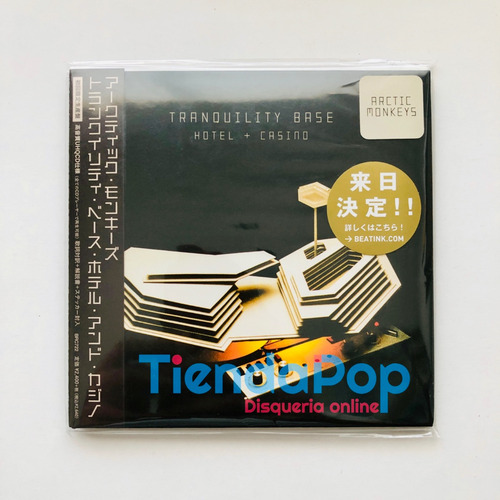 TRANQUILITY BASE
HOTEL + CASINO
ARCTIC
MONKEYS
来日
決定!!
詳しくはこちら!
→ BEATINK.COM
アークティック・モンキーズ
トランクイリティ・ベース・ホテル・アンド・カジノ
TiendaPop
Disqueria online